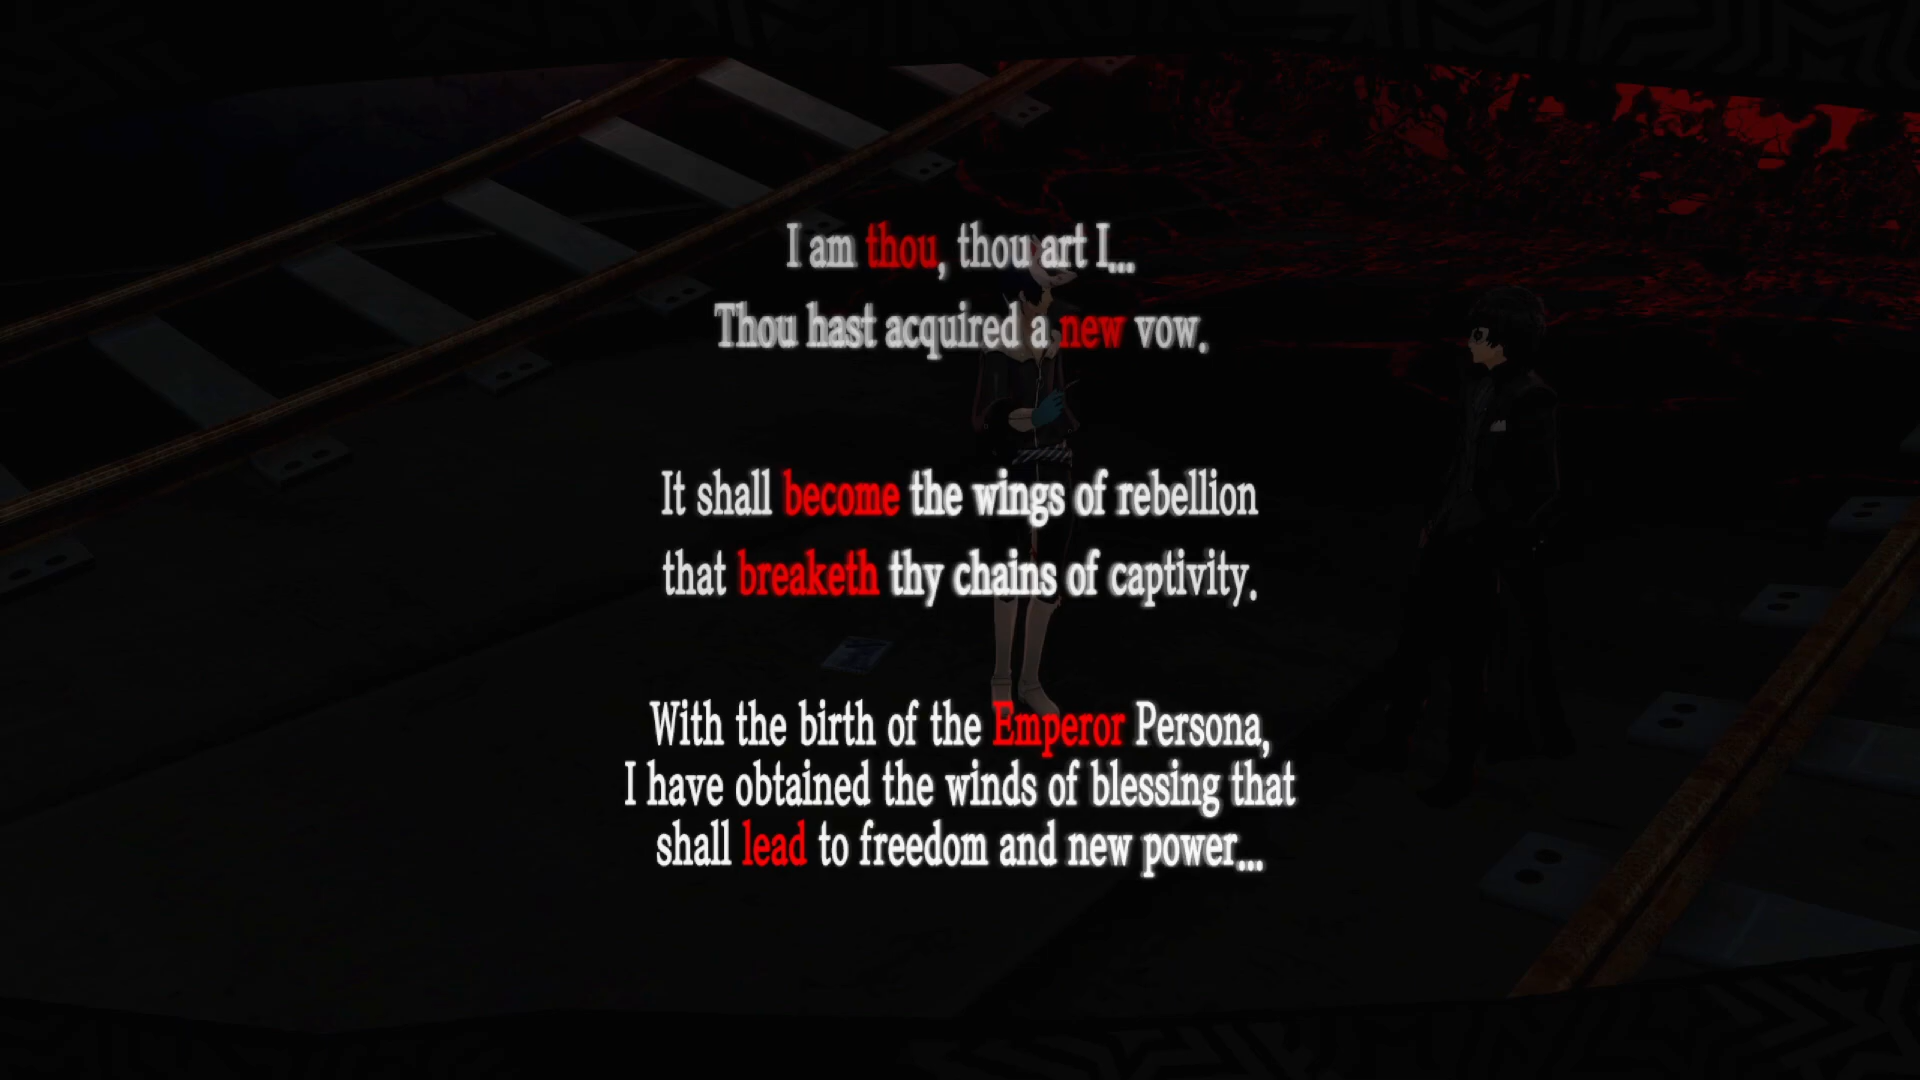 I am thou, thou art I...
Thou hast acquired a new vow.
It shall become the wings of rebellion
that breaketh thy chains of captivity.
With the birth of the Emperor Persona,
I have obtained the winds of blessing that
shall lead to freedom and new power...